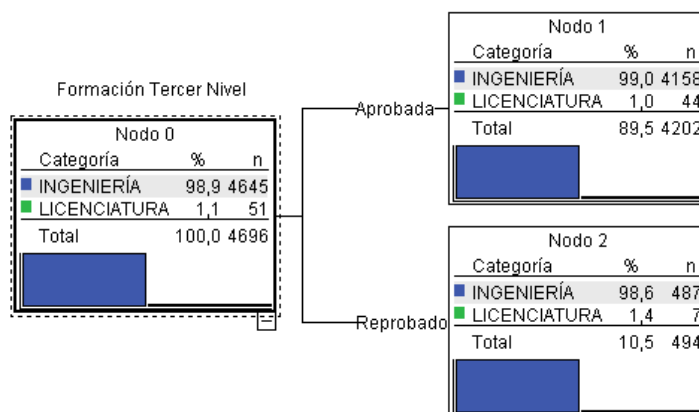 Formación Tercer Nivel
Nodo 0
Categoría % n
INGENIERÍA 98,9 4645
LICENCIATURA 1,1 51
Total 100,0 4696
Aprobada
Nodo 1
Categoría % n
INGENIERÍA 99,0 4158
LICENCIATURA 1,0 44
Total 89,5 4202
Reprobado
Nodo 2
Categoría % n
INGENIERÍA 98,6 487
LICENCIATURA 1,4 7
Total 10,5 494